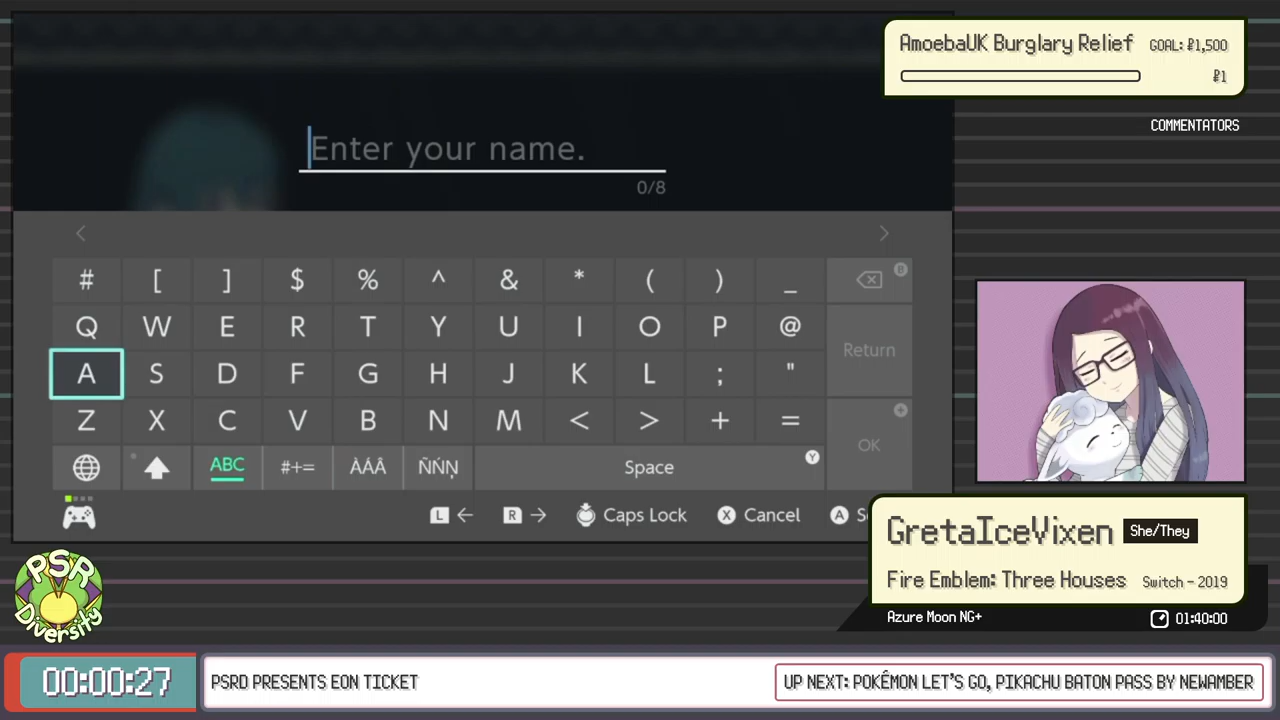 AmoebaUK Burglary Relief GOAL: ₽1,500
₽1
COMMENTATORS
Enter your name.
0/8
# [ ] $ % ^ & * ( ) _
Q W E R T Y U I O P @
Return
A S D F G H J K L ; "
Z X C V B N M < > + =
OK
ABC #+= ÀÁÂ ÑŃŅ Space Y
L ← R → Caps Lock X Cancel A
GretaIceVixen She/They
Fire Emblem: Three Houses Switch - 2019
Azure Moon NG+ 01:40:00
PSR
Diversity
00:00:27 PSRD PRESENTS EON TICKET UP NEXT: POKÉMON LET'S GO, PIKACHU BATON PASS BY NEWAMBER